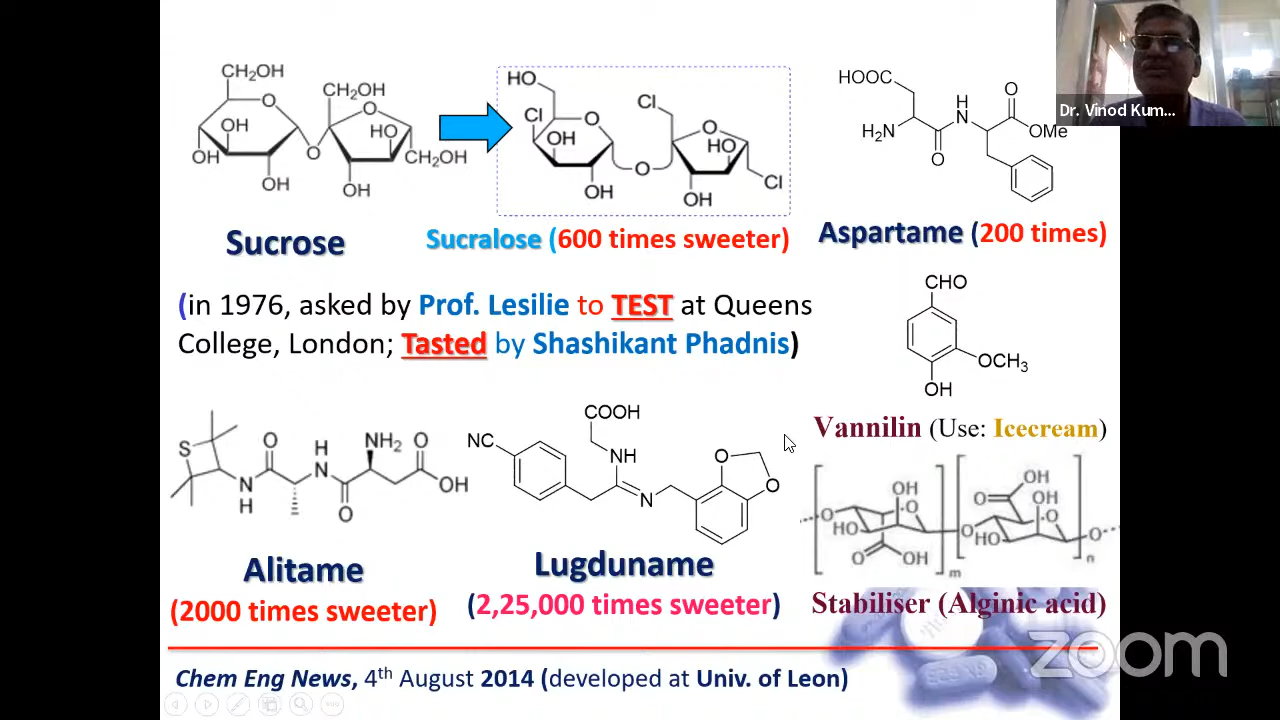 CH₂OH
O
OH
OH
OH
O
CH₂OH
O
HO
CH₂OH
OH
HO
Cl
O
OH
OH
O
Cl
O
HO
OH
Cl
HOOC
H₂N
O
H
N
O
OMe
Dr. Vinod Kum...
Sucrose
Sucralose (600 times sweeter)
Aspartame (200 times)
(in 1976, asked by Prof. Lesilie to TEST at Queens
College, London; Tasted by Shashikant Phadnis)
CHO
OCH₃
OH
Vannilin (Use: Icecream)
S
N
H
O
H
N
O
NH₂
O
OH
NC
COOH
NH
N
O
O
O
OH
HO
O
O
OH
m
O
O
OH
OH
HO
O
O
n
Alitame
(2000 times sweeter)
Lugduname
(2,25,000 times sweeter)
Stabiliser (Alginic acid)
Chem Eng News, 4th August 2014 (developed at Univ. of Leon)
zoom